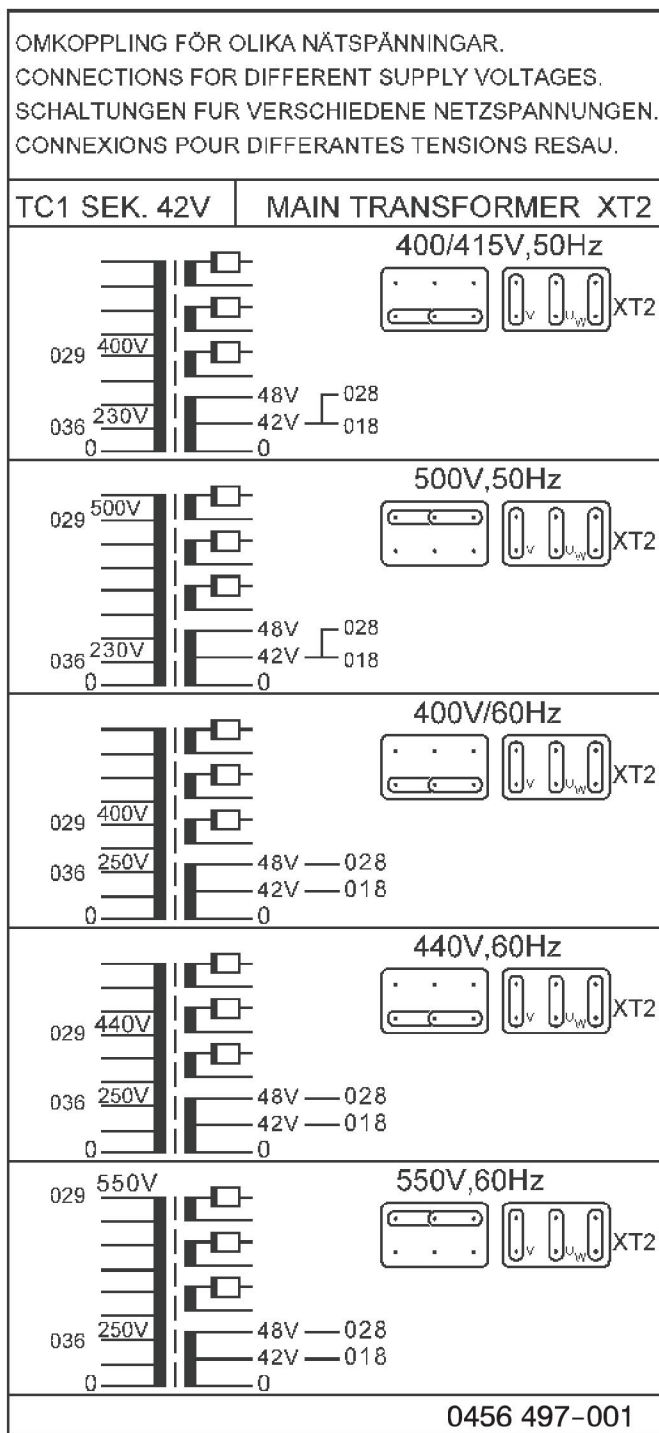 OMKOPPLING FÖR OLIKA NÄTSPÄNNINGAR.
CONNECTIONS FOR DIFFERENT SUPPLY VOLTAGES.
SCHALTUNGEN FUR VERSCHIEDENE NETZSPANNUNGEN.
CONNEXIONS POUR DIFFERANTES TENSIONS RESAU.
TC1 SEK. 42V MAIN TRANSFORMER XT2
400/415V,50Hz
V U W XT2
029 400V
48V 028
036 230V 42V 018
0 0
500V,50Hz
029 500V
V U W XT2
48V 028
036 230V 42V 018
0 0
400V/60Hz
V U W XT2
029 400V
036 250V 48V 028
42V 018
0 0
440V,60Hz
V U W XT2
029 440V
036 250V 48V 028
42V 018
0 0
550V,60Hz
029 550V
V U W XT2
036 250V 48V 028
42V 018
0 0
0456 497-001